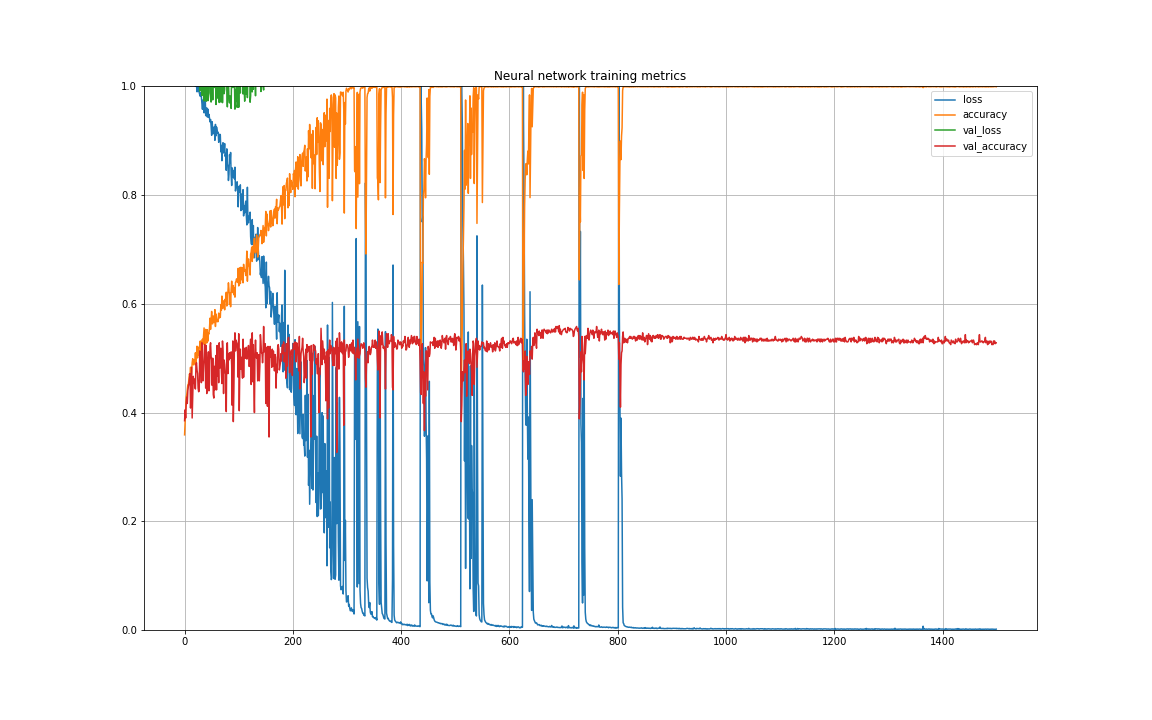 Neural network training metrics
1.0
0.8
0.6
0.4
0.2
0.0
loss
accuracy
val_loss
val_accuracy
0 200 400 600 800 1000 1200 1400